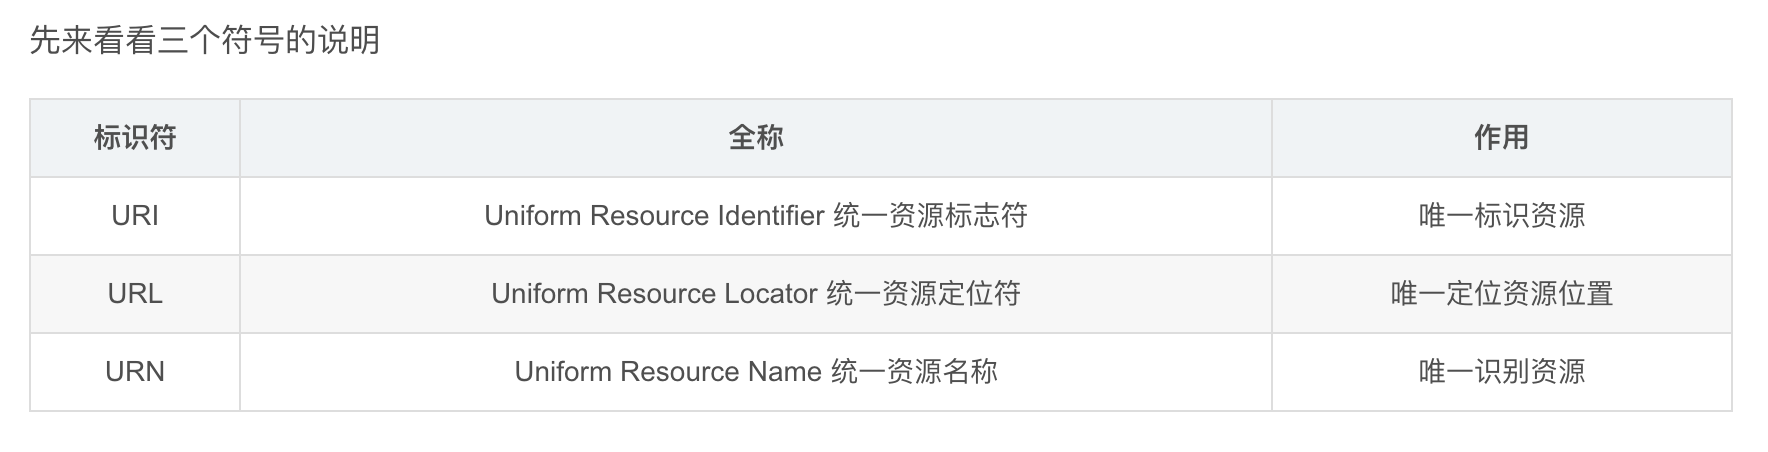 先来看看三个符号的说明
标识符 全称 作用
URI Uniform Resource Identifier 统一资源标志符 唯一标识资源
URL Uniform Resource Locator 统一资源定位符 唯一定位资源位置
URN Uniform Resource Name 统一资源名称 唯一识别资源